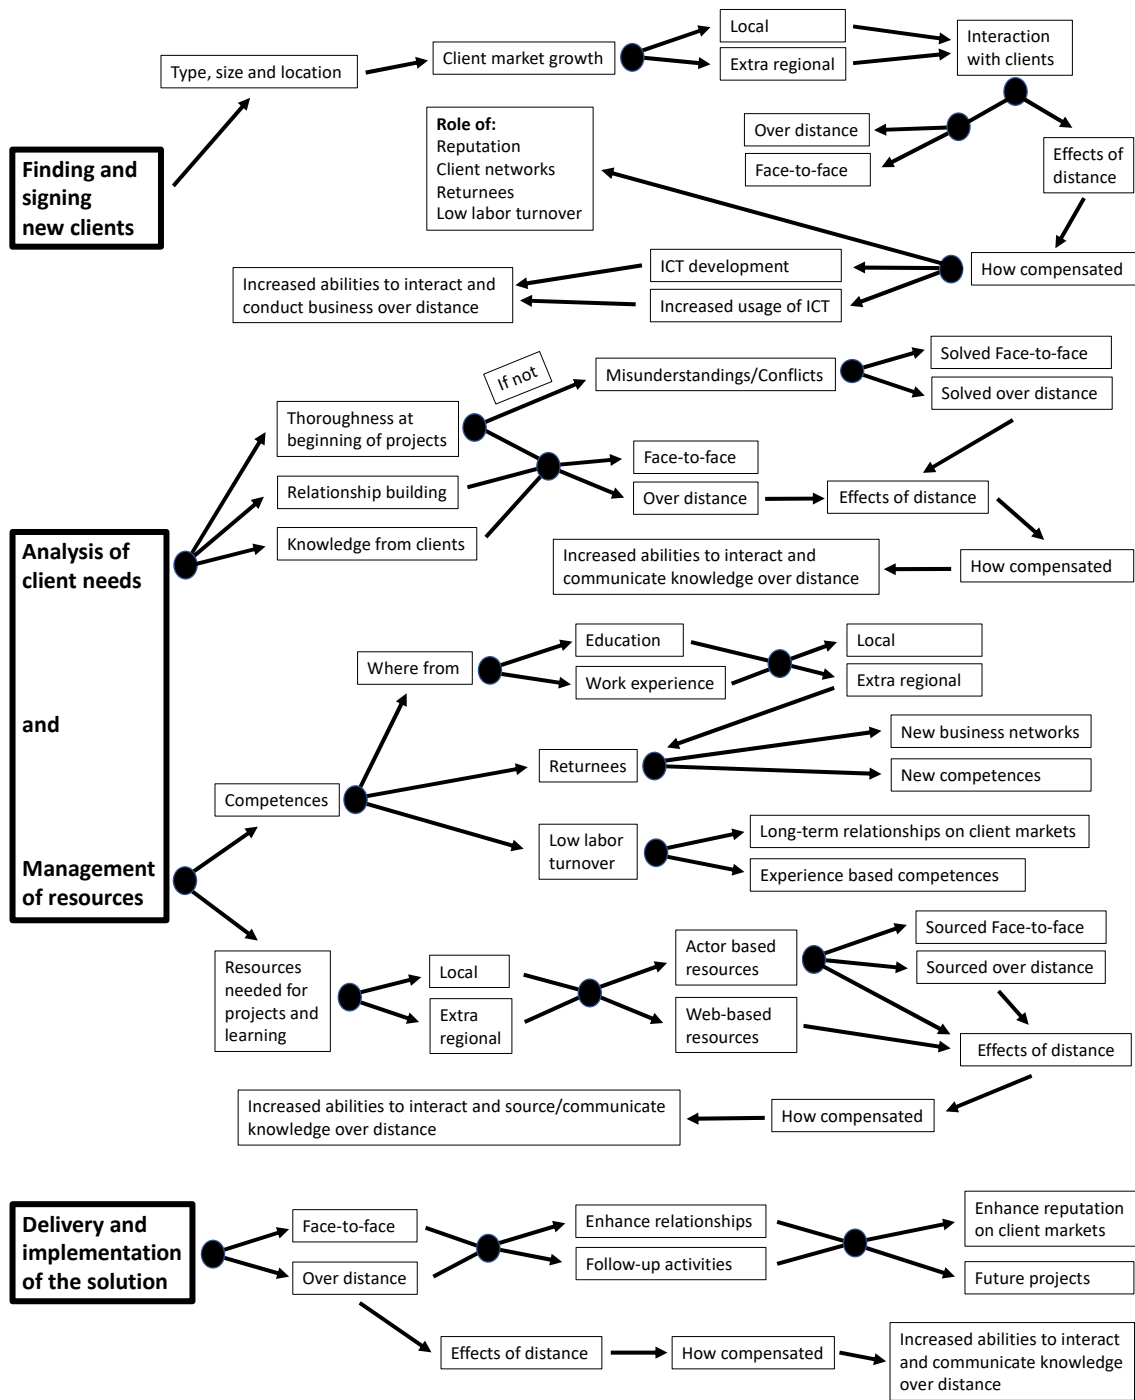 Local
Interaction
with clients
Type, size and location
Client market growth
Extra regional
Role of:
Reputation
Client networks
Returnees
Low labor turnover
Over distance
Face-to-face
Effects of
distance
Finding and
signing
new clients
ICT development
How compensated
Increased abilities to interact and
conduct business over distance
Increased usage of ICT
If not
Misunderstandings/Conflicts
Solved Face-to-face
Solved over distance
Thoroughness at
beginning of projects
Face-to-face
Relationship building
Over distance
Effects of distance
Knowledge from clients
Increased abilities to interact and
communicate knowledge over distance
How compensated
Analysis of
client needs
and
Management
of resources
Where from
Education
Work experience
Local
Extra regional
Returnees
New business networks
New competences
Competences
Low labor
turnover
Long-term relationships on client markets
Experience based competences
Resources
needed for
projects and
learning
Local
Extra
regional
Actor based
resources
Web-based
resources
Sourced Face-to-face
Sourced over distance
Effects of distance
Increased abilities to interact and source/communicate
knowledge over distance
How compensated
Delivery and
implementation
of the solution
Face-to-face
Over distance
Enhance relationships
Follow-up activities
Enhance reputation
on client markets
Future projects
Effects of distance
How compensated
Increased abilities to interact
and communicate knowledge
over distance